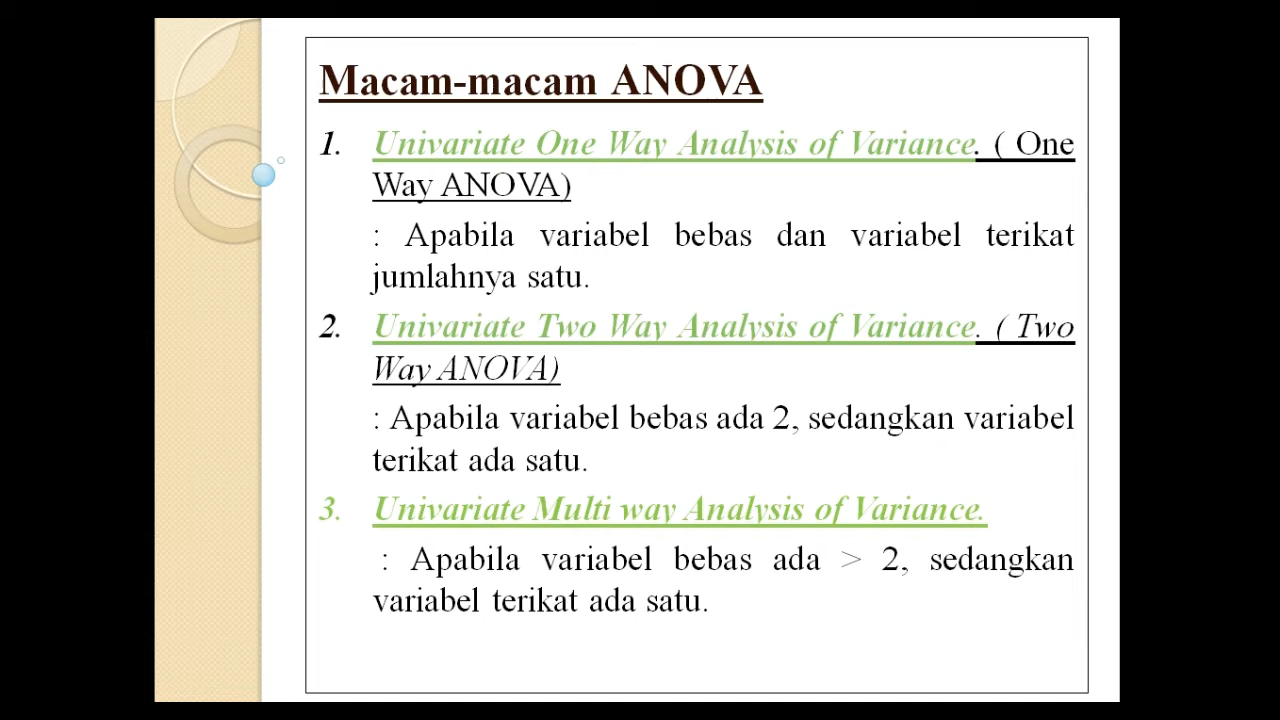 Macam-macam ANOVA
1. Univariate One Way Analysis of Variance. ( One
Way ANOVA)
: Apabila variabel bebas dan variabel terikat
jumlahnya satu.
2. Univariate Two Way Analysis of Variance. ( Two
Way ANOVA)
: Apabila variabel bebas ada 2, sedangkan variabel
terikat ada satu.
3. Univariate Multi way Analysis of Variance.
: Apabila variabel bebas ada > 2, sedangkan
variabel terikat ada satu.